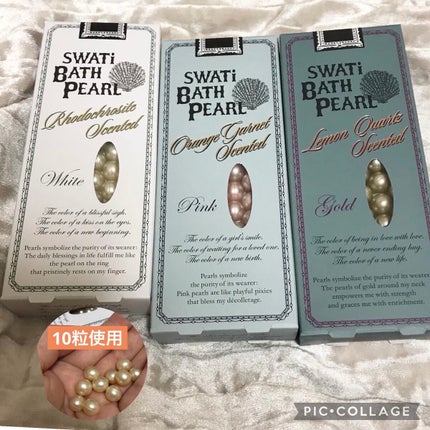 SWATi
BATH
PEARL
Rhodochrosite
Scented
White
The color of a blissful sigh.
The color of a kiss on the eyes.
The color of a new beginning.
Pearls symbolize the purity of its wearer:
The daily blessings in life fulfill me like
the pearl on the ring
that pristinely rests on my finger.
SWATi
BATH
PEARL
Orange Garnet
Scented
Pink
The color of a girl's smile.
The color of waiting for a loved one.
The color of a new birth.
Pearls symbolize
the purity of its wearer:
Pink pearls are like playful pixies
that bless my décolletage.
SWATi
BATH
PEARL
Lemon Quartz
Scented
Gold
The color of being in love with love.
The color of a never ending hug.
The color of a new life.
Pearls symbolize the purity of its wearer:
The pearls of gold around my neck
empowers me with strength
and graces me with enrichment.
10粒使用
PIC•COLLAGE